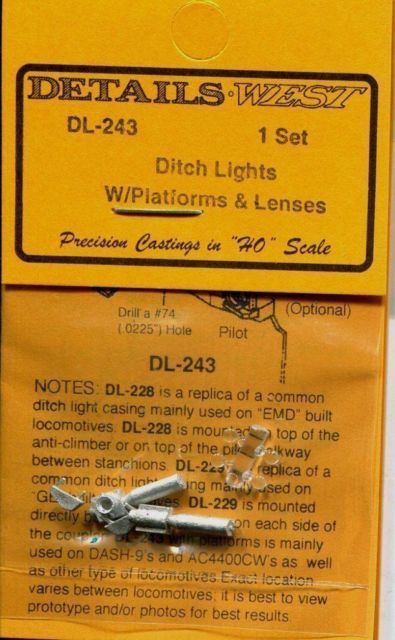 DETAILS·WEST
DL-243
1 Set
Ditch Lights
W/Platforms & Lenses
Precision Castings in "HO" Scale
Drill a #74
(.0225") Hole
Pilot
(Optional)
DL-243
NOTES: DL-228 is a replica of a common
ditch light casing mainly used on "EMD" built
locomotives. DL-228 is mounted top of the
anti-climber or on top of the walkway
between stanchions. DL-229 replica of a
common ditch mainly used on
DL-229 is mounted
directly on each side of
the with platforms is mainly
used on DASH-9's and AC4400CW's as well
as other type of locomotives. Exact location
varies between locomotives, it is best to view
prototype and/or photos for best results.